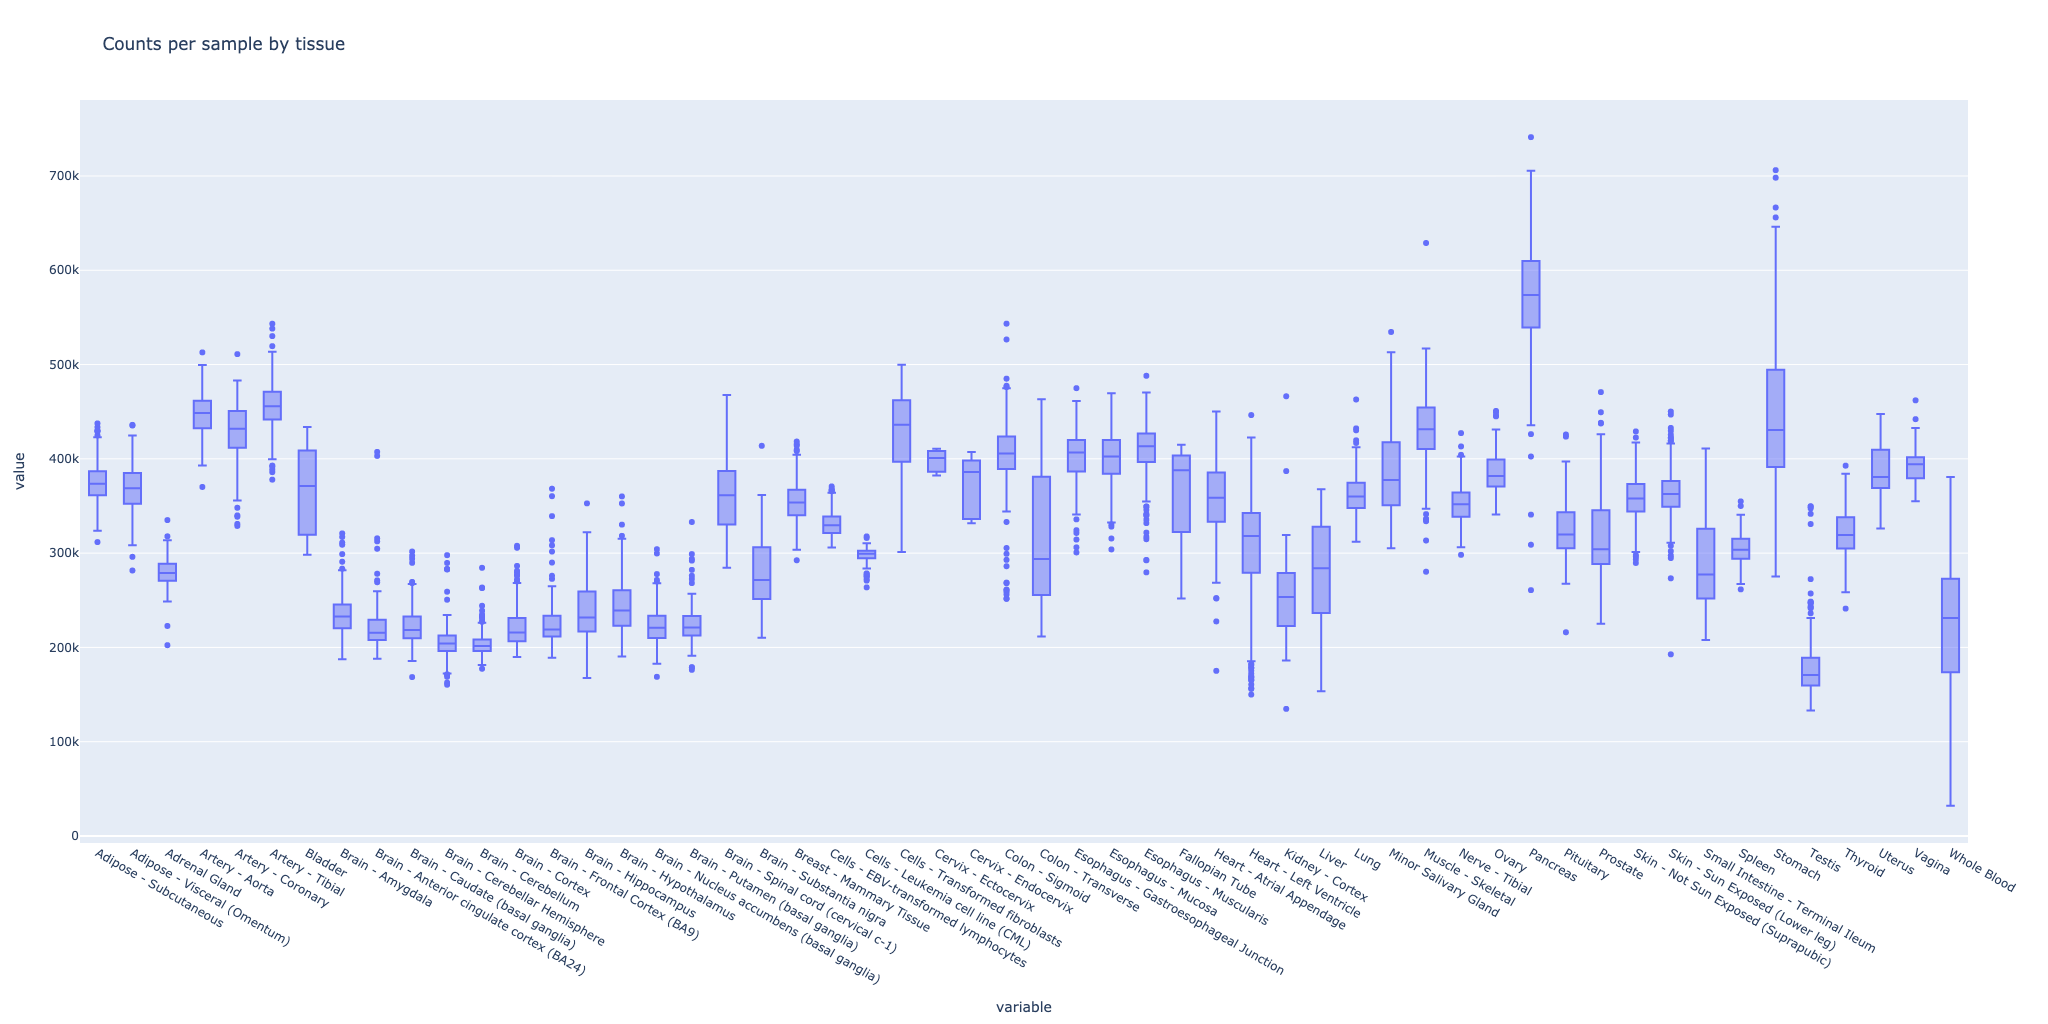 Counts per sample by tissue
700k
600k
500k
400k
300k
200k
100k
0
value
Adipose - Subcutaneous
Adipose - Visceral (Omentum)
Adrenal Gland
Artery - Aorta
Artery - Coronary
Artery - Tibial
Bladder
Brain - Amygdala
Brain - Anterior cingulate cortex (BA24)
Brain - Caudate (basal ganglia)
Brain - Cerebellar Hemisphere
Brain - Cerebellum
Brain - Cortex
Brain - Frontal Cortex (BA9)
Brain - Hippocampus
Brain - Hypothalamus
Brain - Nucleus accumbens (basal ganglia)
Brain - Putamen (basal ganglia)
Brain - Spinal cord (cervical c-1)
Brain - Substantia nigra
Breast - Mammary Tissue
Cells - EBV-transformed lymphocytes
Cells - Leukemia cell line (CML)
Cells - Transformed fibroblasts
Cervix - Ectocervix
Cervix - Endocervix
Colon - Sigmoid
Colon - Transverse
Esophagus - Gastroesophageal Junction
Esophagus - Mucosa
Esophagus - Muscularis
Fallopian Tube
Heart - Atrial Appendage
Heart - Left Ventricle
Kidney - Cortex
Liver
Lung
Minor Salivary Gland
Muscle - Skeletal
Nerve - Tibial
Ovary
Pancreas
Pituitary
Prostate
Skin - Not Sun Exposed (Suprapubic)
Skin - Sun Exposed (Lower leg)
Small Intestine - Terminal Ileum
Spleen
Stomach
Testis
Thyroid
Uterus
Vagina
Whole Blood
variable